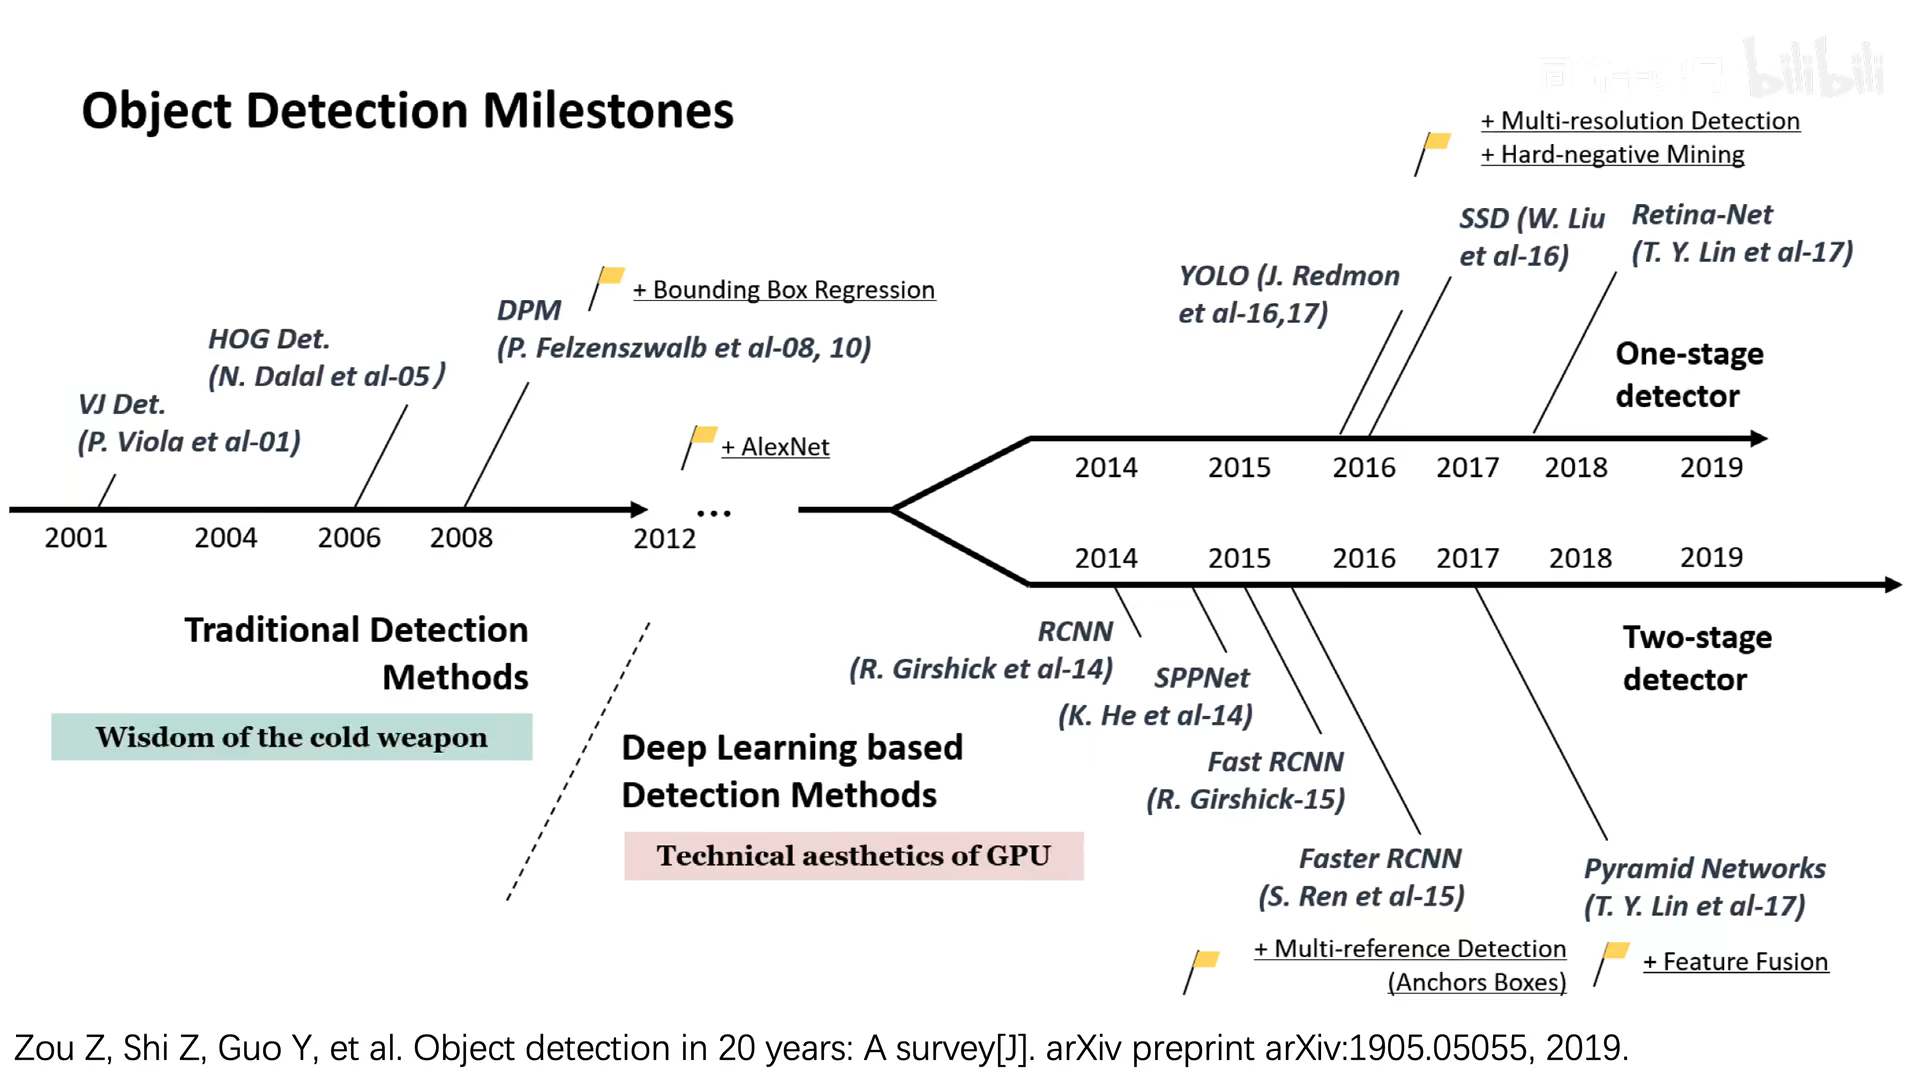 bilibili
Object Detection Milestones
+ Multi-resolution Detection
+ Hard-negative Mining
SSD (W. Liu
et al-16)
Retina-Net
(T. Y. Lin et al-17)
YOLO (J. Redmon
et al-16,17)
+ Bounding Box Regression
DPM
(P. Felzenszwalb et al-08, 10)
HOG Det.
(N. Dalal et al-05)
VJ Det.
(P. Viola et al-01)
+ AlexNet
One-stage
detector
2014 2015 2016 2017 2018 2019
2001 2004 2006 2008 2012 ...
2014 2015 2016 2017 2018 2019
Traditional Detection
Methods
Wisdom of the cold weapon
Deep Learning based
Detection Methods
Technical aesthetics of GPU
RCNN
(R. Girshick et al-14)
SPPNet
(K. He et al-14)
Fast RCNN
(R. Girshick-15)
Faster RCNN
(S. Ren et al-15)
Two-stage
detector
Pyramid Networks
(T. Y. Lin et al-17)
+ Multi-reference Detection
(Anchors Boxes)
+ Feature Fusion
Zou Z, Shi Z, Guo Y, et al. Object detection in 20 years: A survey[J]. arXiv preprint arXiv:1905.05055, 2019.